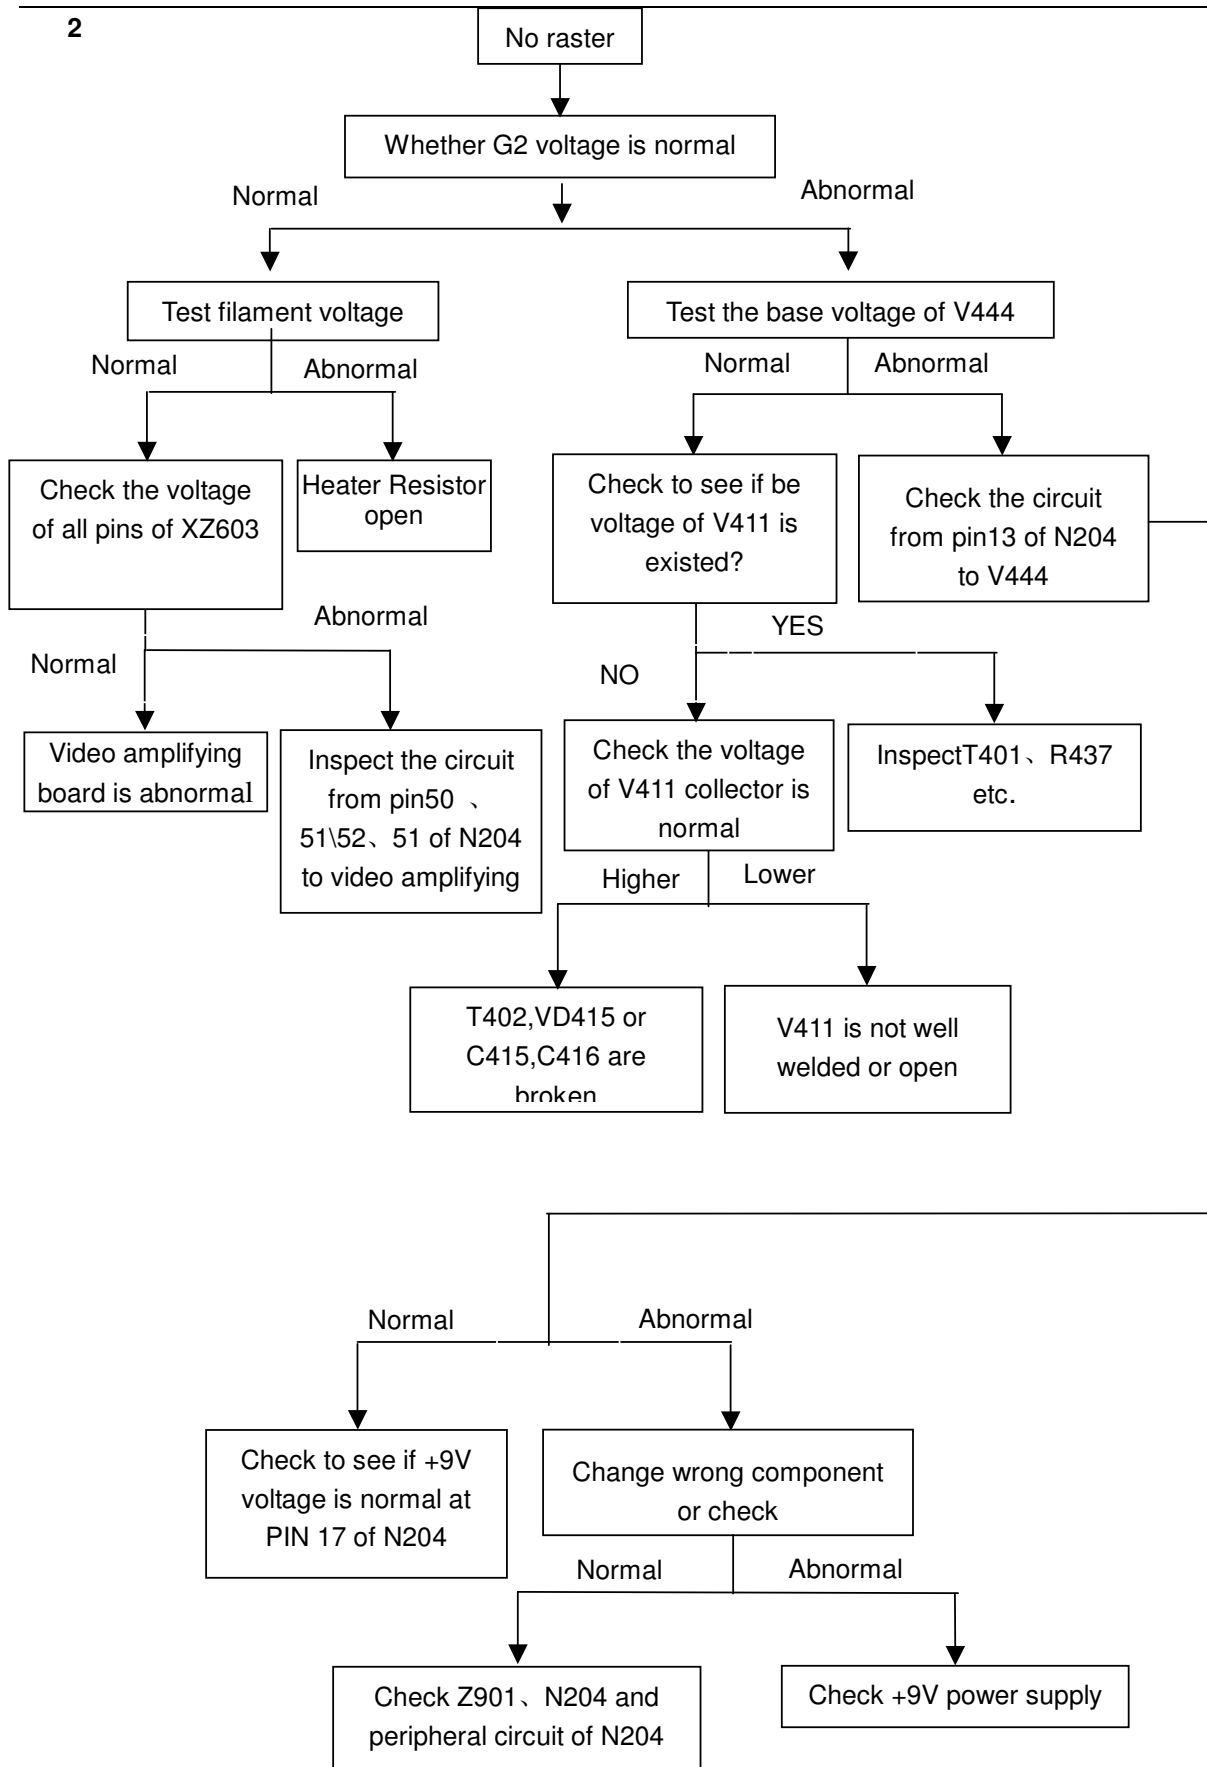 2
No raster
Whether G2 voltage is normal
Normal
Abnormal
Test filament voltage
Test the base voltage of V444
Normal
Abnormal
Normal
Abnormal
Check the voltage
of all pins of XZ603
Heater Resistor
open
Check to see if be
voltage of V411 is
existed?
Check the circuit
from pin13 of N204
to V444
Normal
Abnormal
NO
YES
Video amplifying
board is abnormal
Inspect the circuit
from pin50 、
51\52、51 of N204
to video amplifying
Check the voltage
of V411 collector is
normal
InspectT401、R437
etc.
Higher
Lower
T402,VD415 or
C415,C416 are
broken
V411 is not well
welded or open
Normal
Abnormal
Check to see if +9V
voltage is normal at
PIN 17 of N204
Change wrong component
or check
Normal
Abnormal
Check Z901、N204 and
peripheral circuit of N204
Check +9V power supply